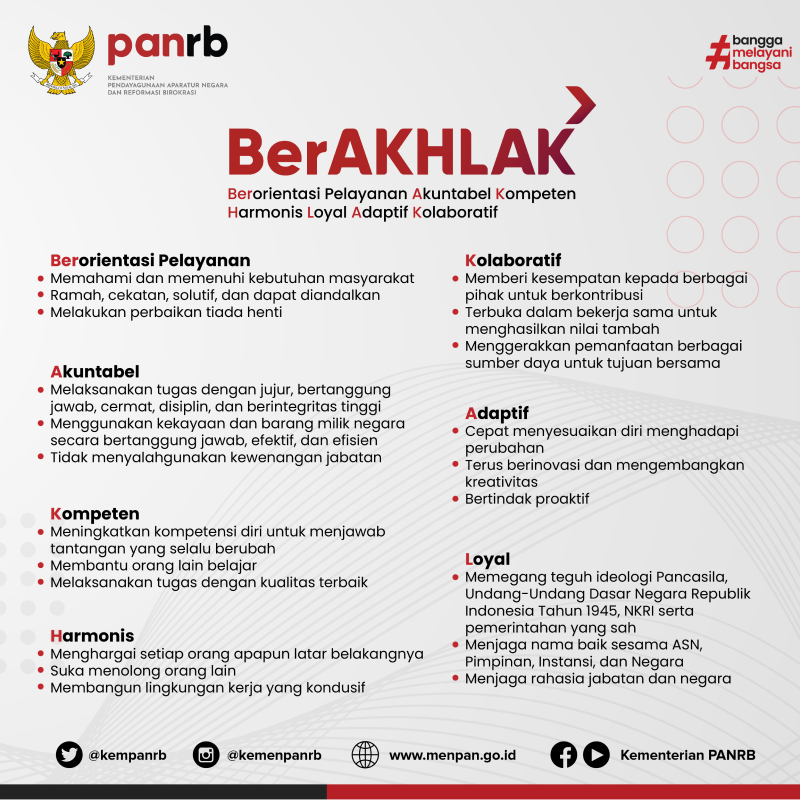 panrb
KEMENTERIAN
PENDAYAGUNAAN APARATUR NEGARA
DAN REFORMASI BIROKRASI
#bangga
melayani
bangsa
BerAKHLAK
Berorientasi Pelayanan Akuntabel Kompeten
Harmonis Loyal Adaptif Kolaboratif
Berorientasi Pelayanan
• Memahami dan memenuhi kebutuhan masyarakat
• Ramah, cekatan, solutif, dan dapat diandalkan
• Melakukan perbaikan tiada henti
Akuntabel
• Melaksanakan tugas dengan jujur, bertanggung
jawab, cermat, disiplin, dan berintegritas tinggi
• Menggunakan kekayaan dan barang milik negara
secara bertanggung jawab, efektif, dan efisien
• Tidak menyalahgunakan kewenangan jabatan
Kompeten
• Meningkatkan kompetensi diri untuk menjawab
tantangan yang selalu berubah
• Membantu orang lain belajar
• Melaksanakan tugas dengan kualitas terbaik
Harmonis
• Menghargai setiap orang apapun latar belakangnya
• Suka menolong orang lain
• Membangun lingkungan kerja yang kondusif
Kolaboratif
• Memberi kesempatan kepada berbagai
pihak untuk berkontribusi
• Terbuka dalam bekerja sama untuk
menghasilkan nilai tambah
• Menggerakkan pemanfaatan berbagai
sumber daya untuk tujuan bersama
Adaptif
• Cepat menyesuaikan diri menghadapi
perubahan
• Terus berinovasi dan mengembangkan
kreativitas
• Bertindak proaktif
Loyal
• Memegang teguh ideologi Pancasila,
Undang-Undang Dasar Negara Republik
Indonesia Tahun 1945, NKRI serta
pemerintahan yang sah
• Menjaga nama baik sesama ASN,
Pimpinan, Instansi, dan Negara
• Menjaga rahasia jabatan dan negara
@kempanrb @kemenpanrb www.menpan.go.id Kementerian PANRB